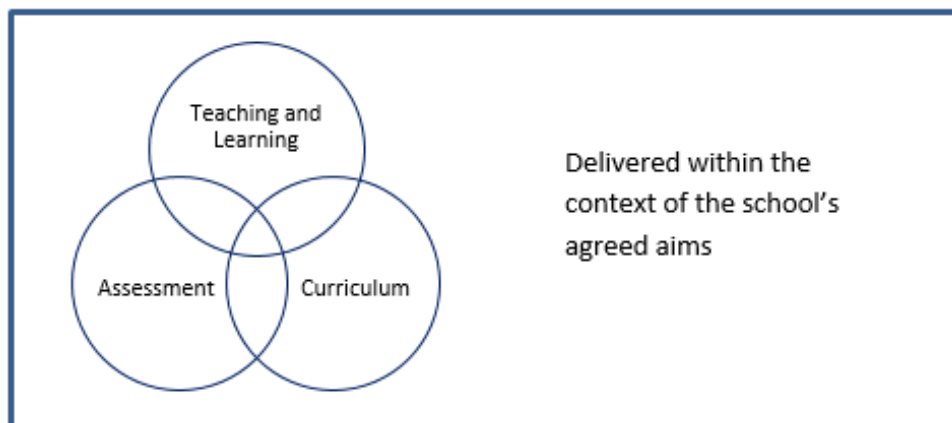 Teaching and
Learning
Assessment
Curriculum
Delivered within the
context of the school’s
agreed aims